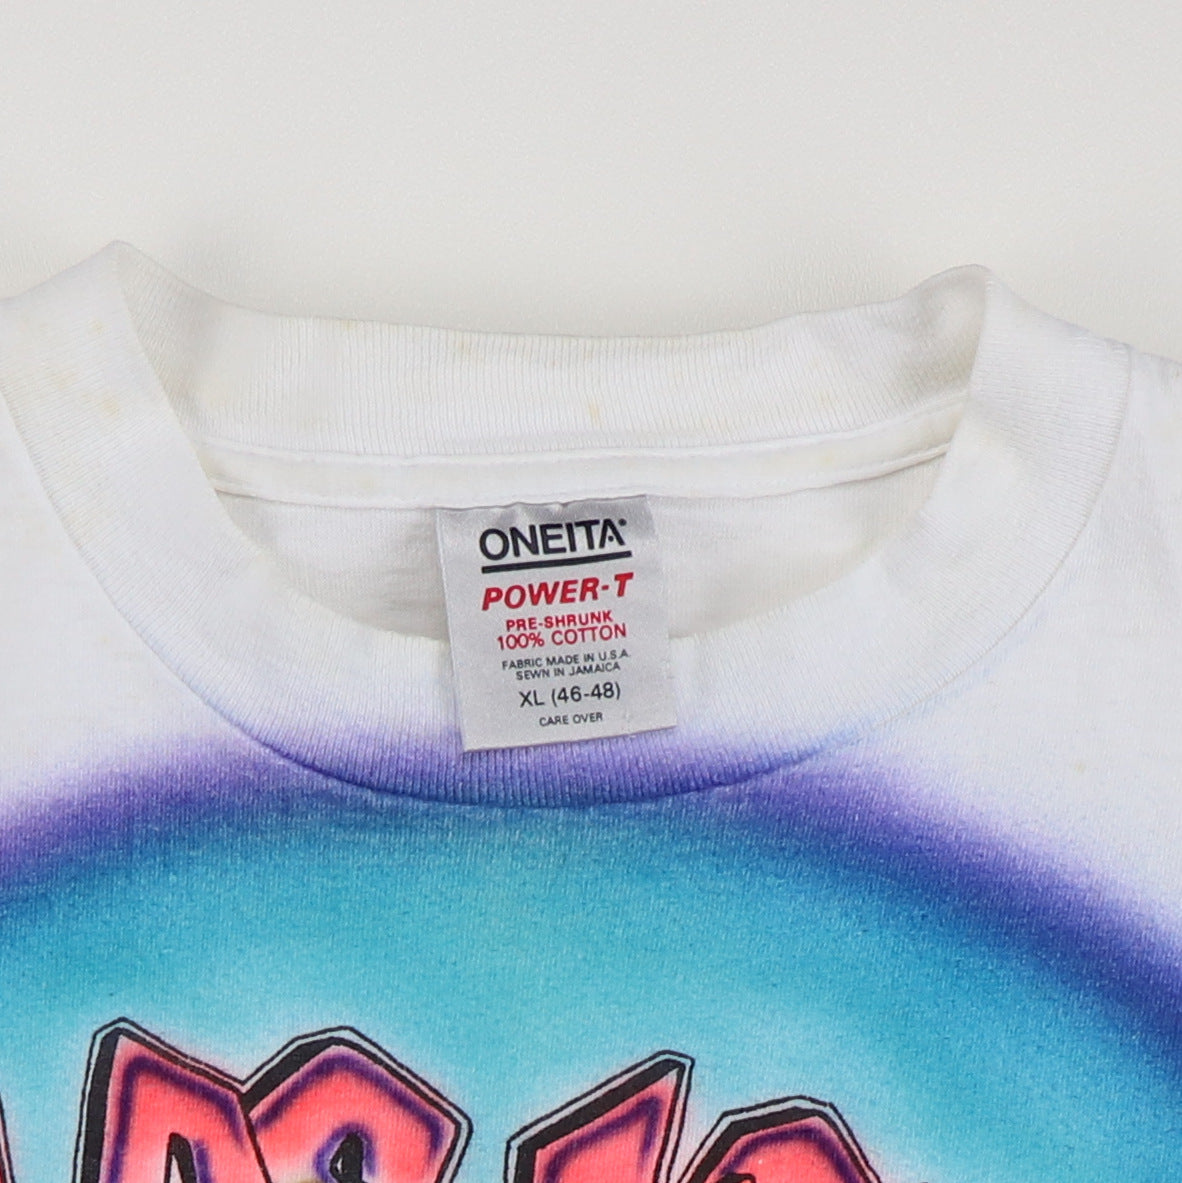 ONEITA®
POWER-T
PRE-SHRUNK
100% COTTON
FABRIC MADE IN U.S.A.
SEWN IN JAMAICA
XL (46-48)
CARE OVER